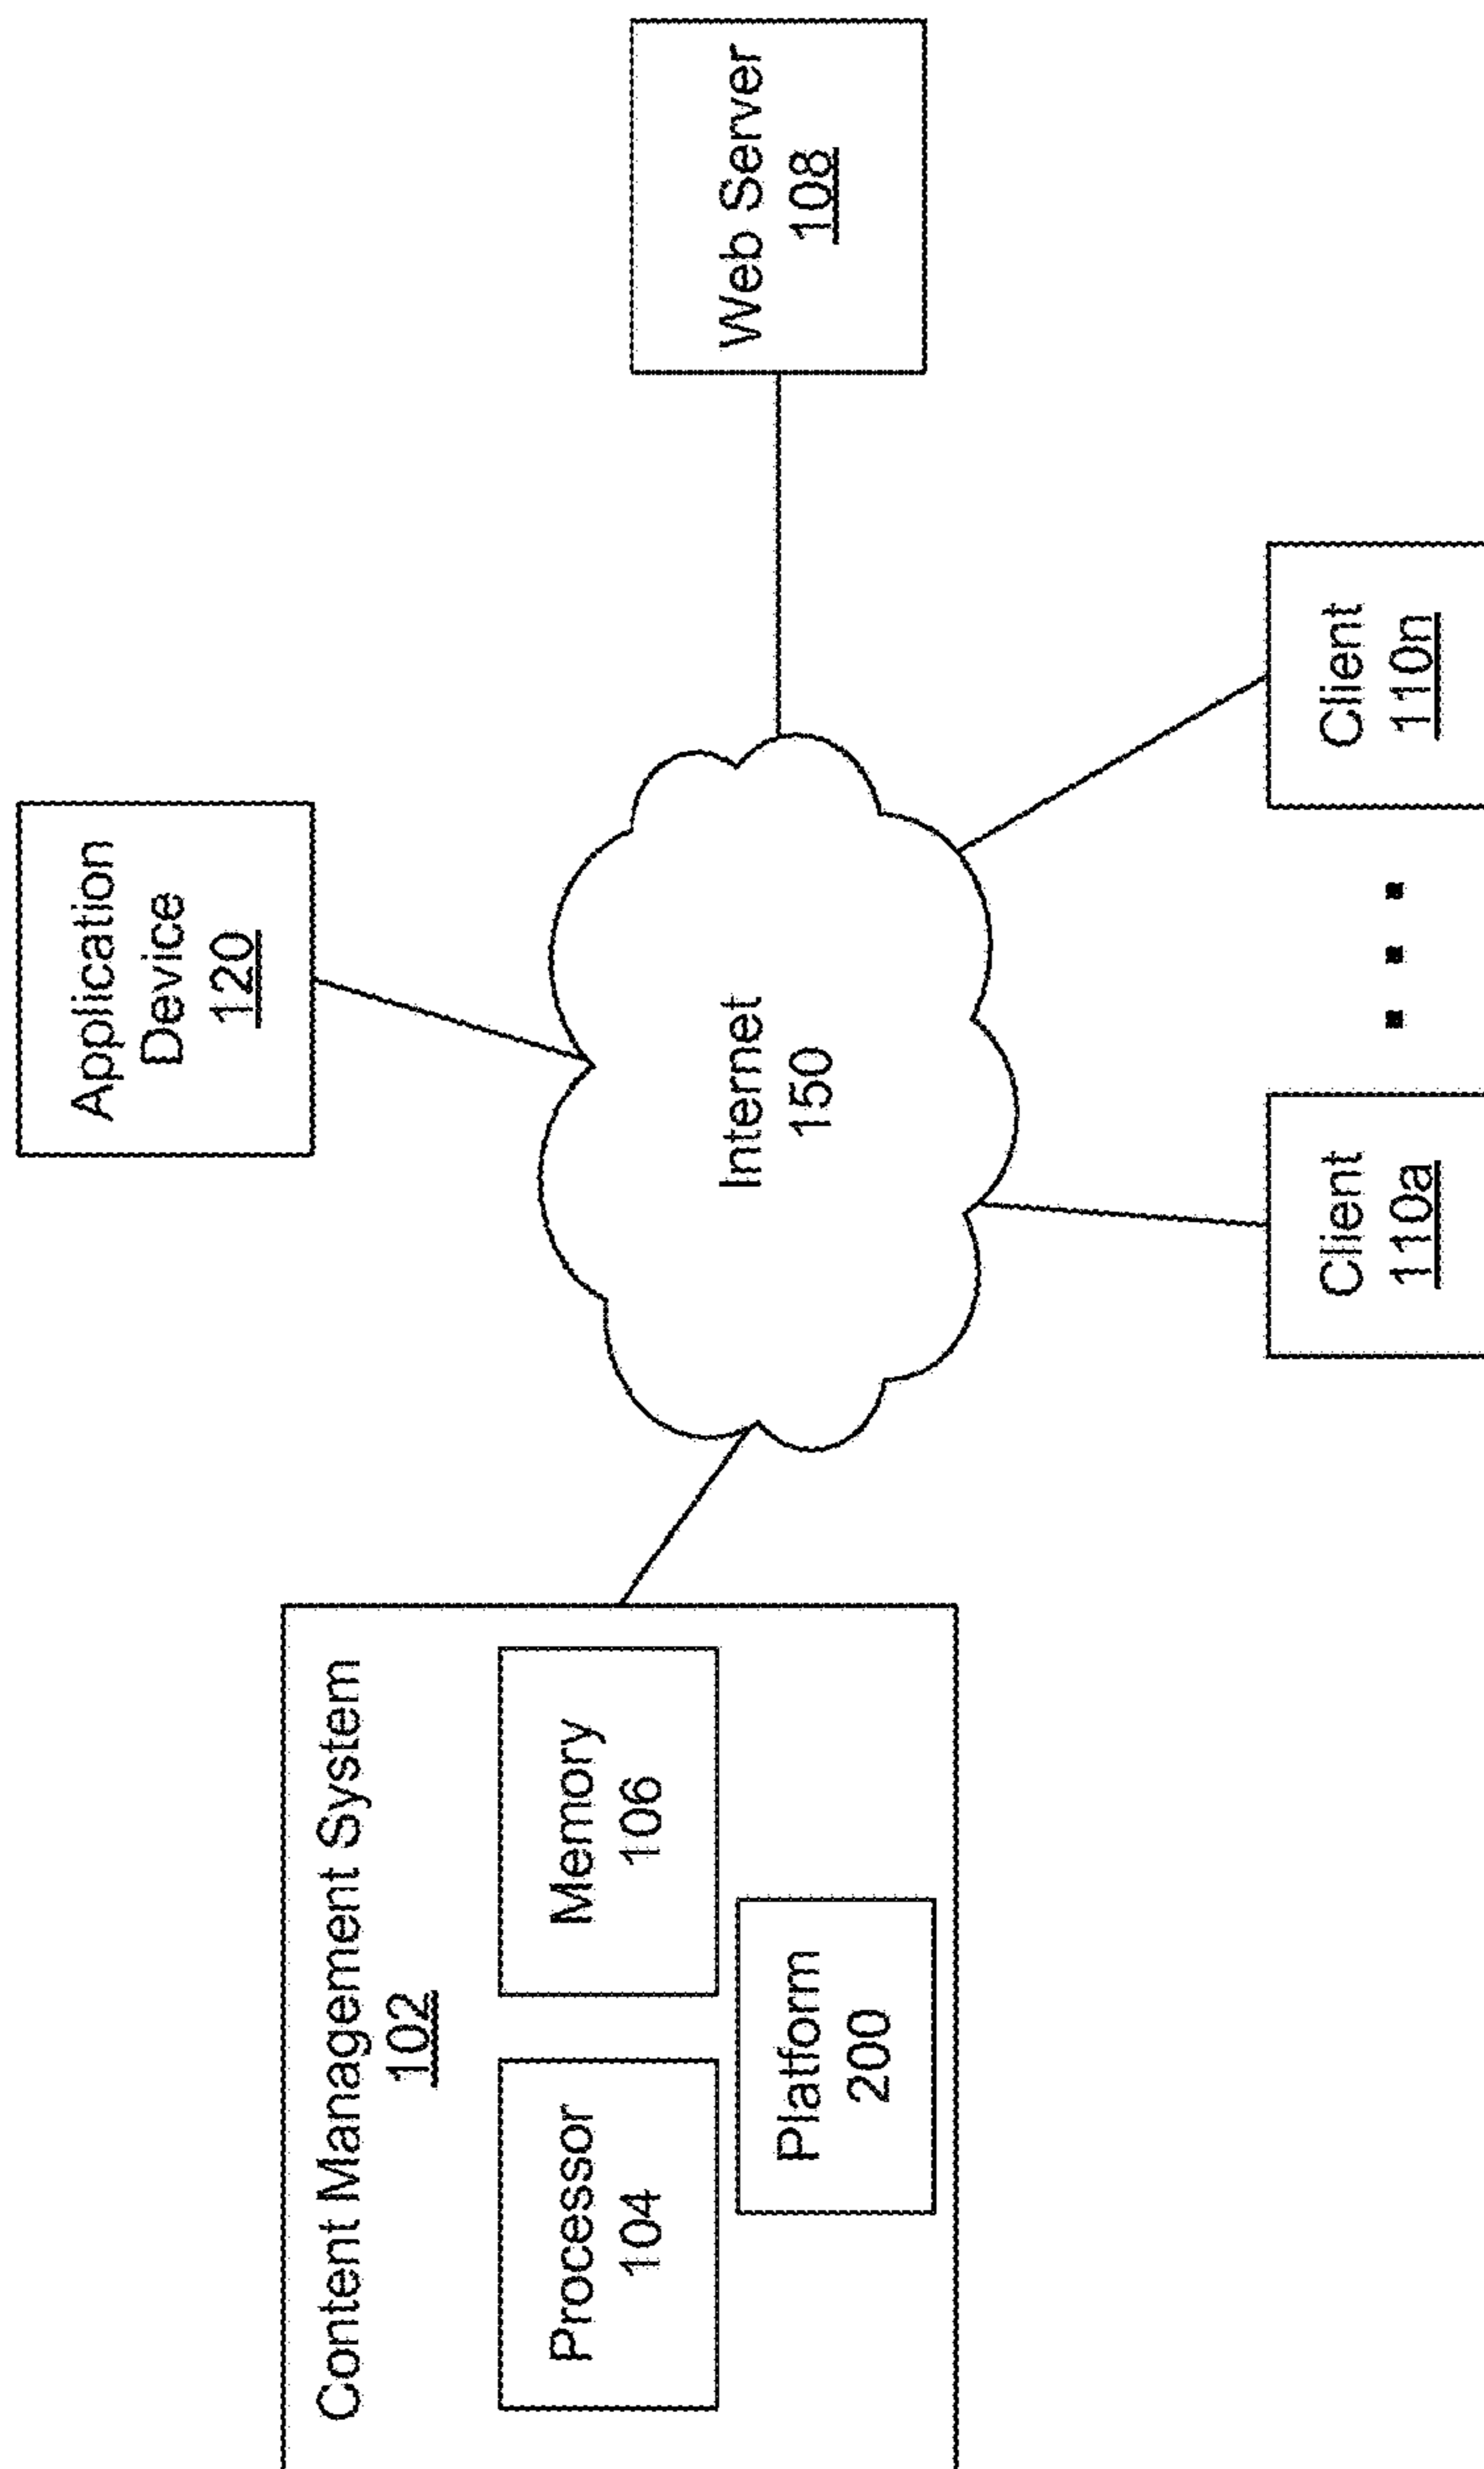 Content Management System
102
Processor
104
Memory
106
Platform
200
Application
Device
120
Internet
150
Web Server
108
Client
110a
Client
110n